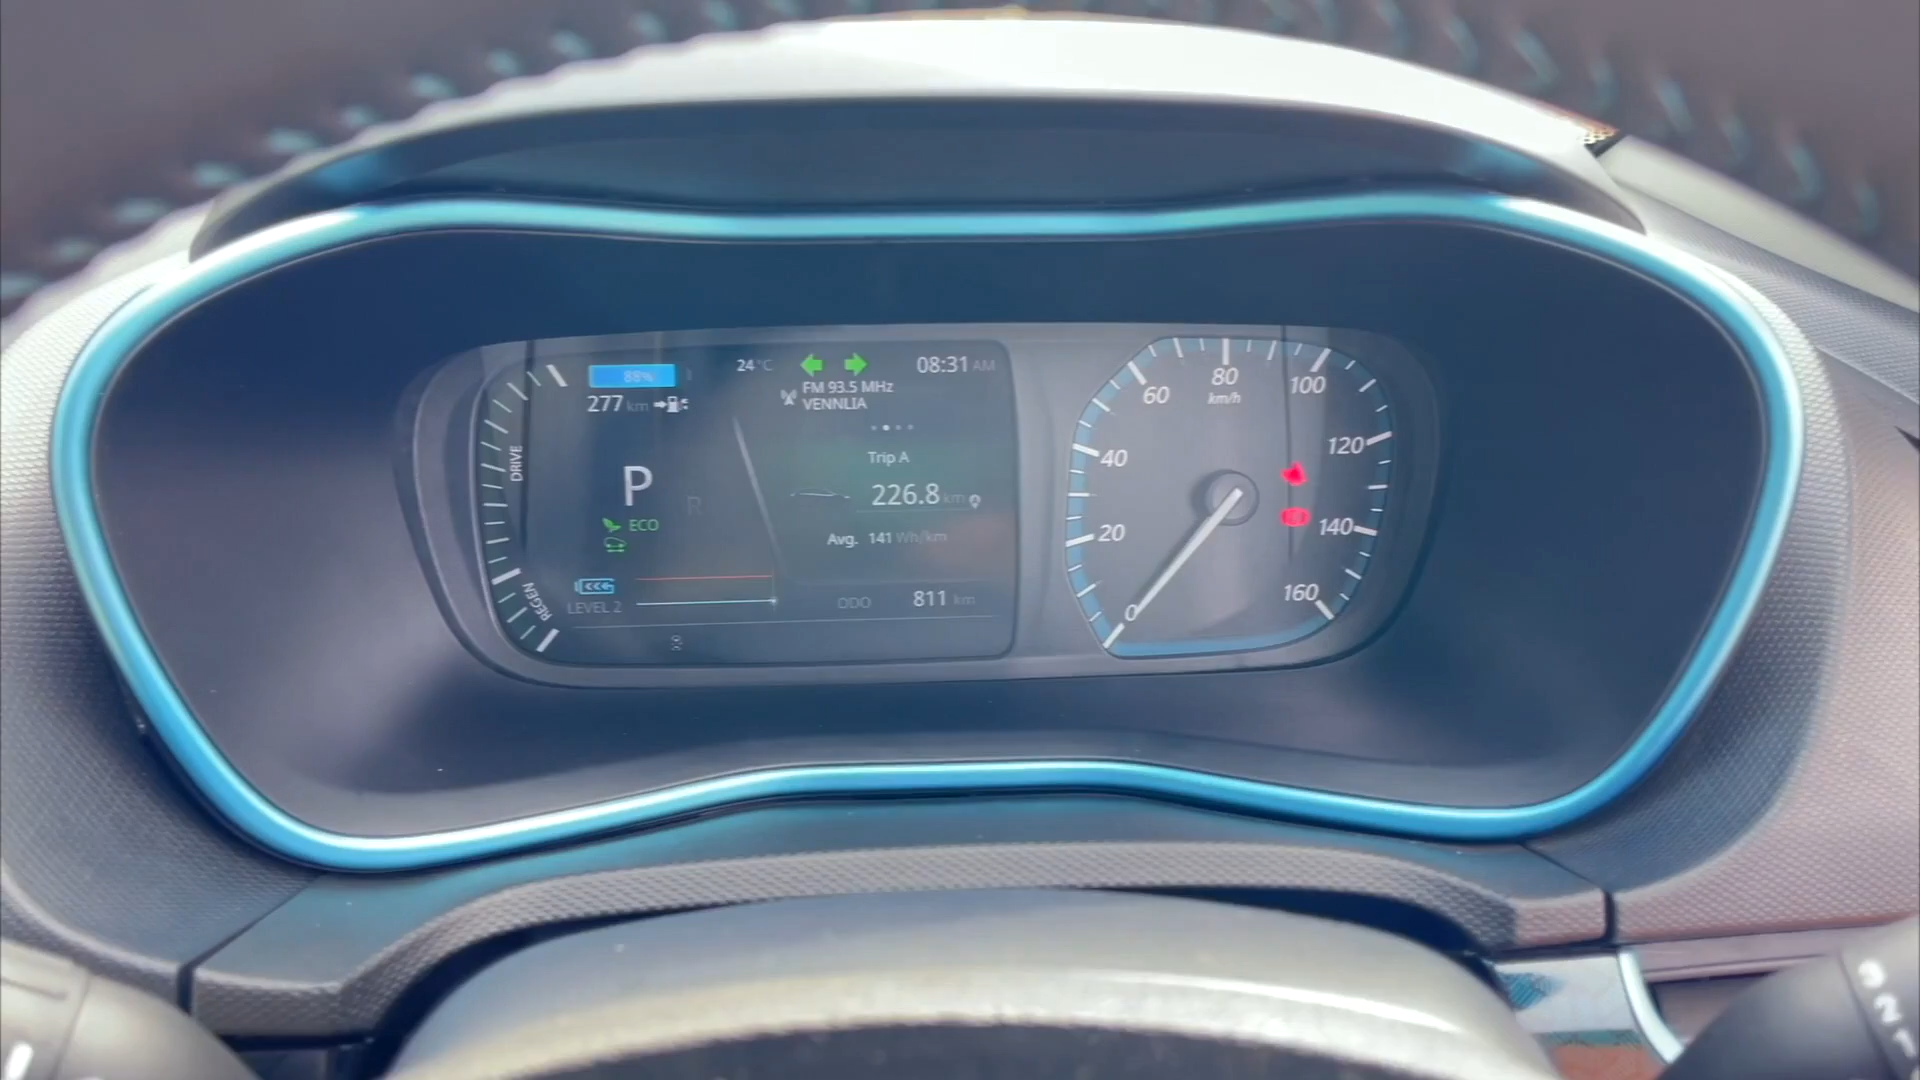 88%
24 °C
08:31 AM
277 km
FM 93.5 MHz
VENNLIA
DRIVE
P
R
Trip A
226.8 km
ECO
Avg. 141 Wh/km
REGEN
LEVEL 2
ODO 811 km
0
20
40
60
80
100
120
140
160
km/h